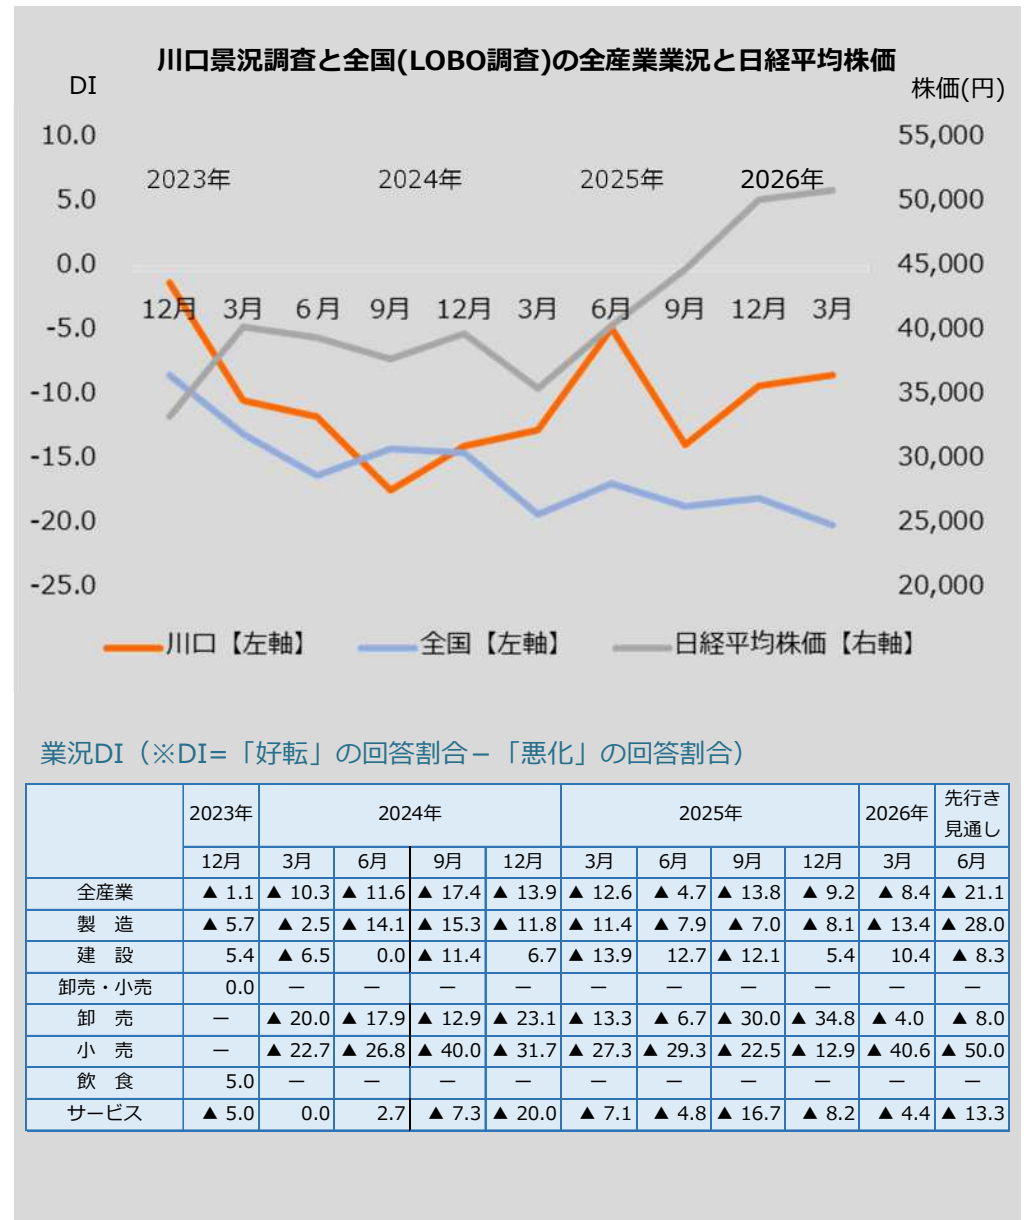 川口景況調査と全国(LOBO調査)の全産業業況と日経平均株価
DI 株価(円)
10.0 55,000
2023年 2024年 2025年 2026年
5.0 50,000
0.0 45,000
12月 3月 6月 9月 12月 3月 6月 9月 12月 3月
-5.0 40,000
-10.0 35,000
-15.0 30,000
-20.0 25,000
-25.0 20,000
川口【左軸】 全国【左軸】 日経平均株価【右軸】
業況DI（※DI=「好転」の回答割合－「悪化」の回答割合）
2023年 2024年 2025年 2026年 先行き見通し
12月 3月 6月 9月 12月 3月 6月 9月 12月 3月 6月
全産業 ▲ 1.1 ▲ 10.3 ▲ 11.6 ▲ 17.4 ▲ 13.9 ▲ 12.6 ▲ 4.7 ▲ 13.8 ▲ 9.2 ▲ 8.4 ▲ 21.1
製　造 ▲ 5.7 ▲ 2.5 ▲ 14.1 ▲ 15.3 ▲ 11.8 ▲ 11.4 ▲ 7.9 ▲ 7.0 ▲ 8.1 ▲ 13.4 ▲ 28.0
建　設 5.4 ▲ 6.5 0.0 ▲ 11.4 6.7 ▲ 13.9 12.7 ▲ 12.1 5.4 10.4 ▲ 8.3
卸売・小売 0.0 － － － － － － － － － －
卸　売 － ▲ 20.0 ▲ 17.9 ▲ 12.9 ▲ 23.1 ▲ 13.3 ▲ 6.7 ▲ 30.0 ▲ 34.8 ▲ 4.0 ▲ 8.0
小　売 － ▲ 22.7 ▲ 26.8 ▲ 40.0 ▲ 31.7 ▲ 27.3 ▲ 29.3 ▲ 22.5 ▲ 12.9 ▲ 40.6 ▲ 50.0
飲　食 5.0 － － － － － － － － － －
サービス ▲ 5.0 0.0 2.7 ▲ 7.3 ▲ 20.0 ▲ 7.1 ▲ 4.8 ▲ 16.7 ▲ 8.2 ▲ 4.4 ▲ 13.3